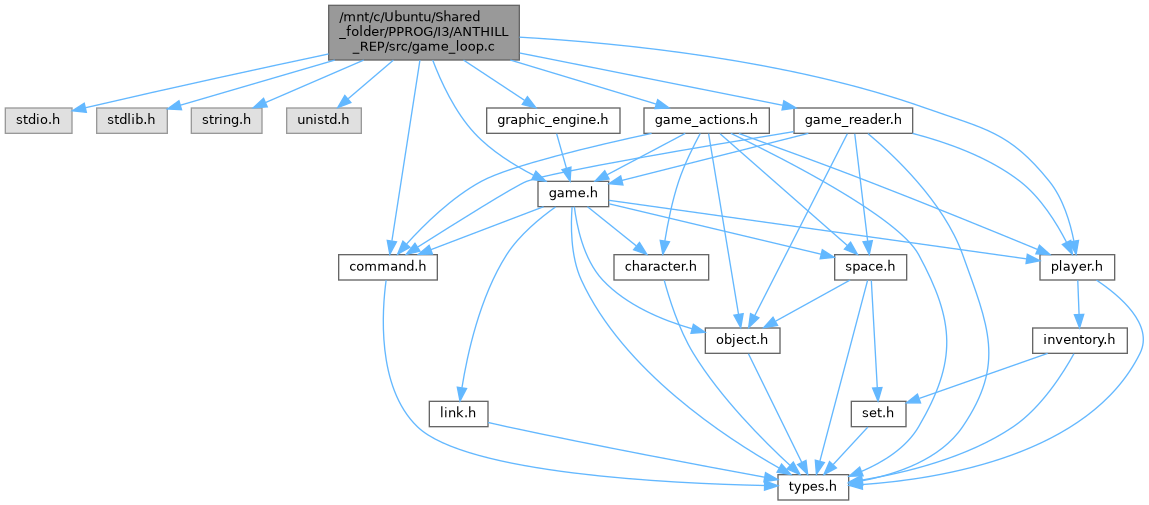 /mnt/c/Ubuntu/Shared
_folder/PPROG/I3/ANTHILL
_REP/src/game_loop.c
stdio.h
stdlib.h
string.h
unistd.h
graphic_engine.h
game_actions.h
game_reader.h
game.h
command.h
character.h
space.h
player.h
object.h
inventory.h
link.h
set.h
types.h